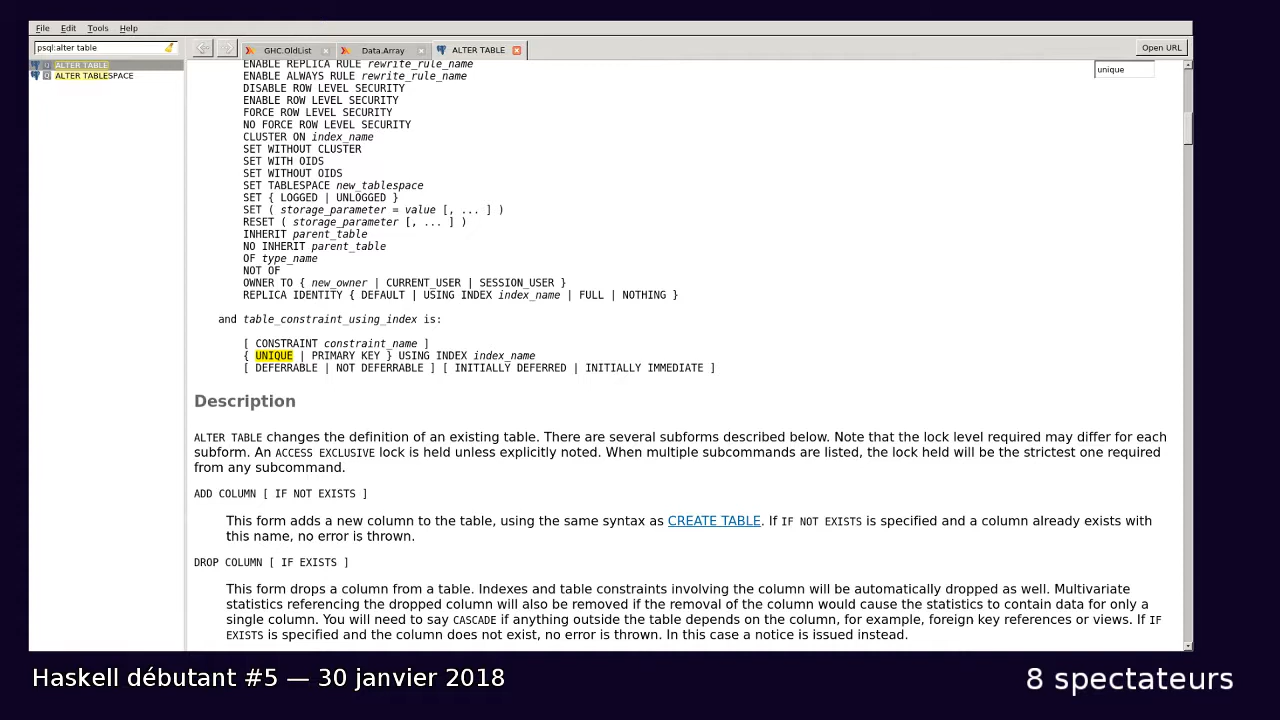 File Edit Tools Help
psql:alter table
GHC.OldList
Data.Array
ALTER TABLE
Open URL
ALTER TABLE
ALTER TABLESPACE
unique
ENABLE REPLICA RULE rewrite_rule_name
ENABLE ALWAYS RULE rewrite_rule_name
DISABLE ROW LEVEL SECURITY
ENABLE ROW LEVEL SECURITY
FORCE ROW LEVEL SECURITY
NO FORCE ROW LEVEL SECURITY
CLUSTER ON index_name
SET WITHOUT CLUSTER
SET WITH OIDS
SET WITHOUT OIDS
SET TABLESPACE new_tablespace
SET { LOGGED | UNLOGGED }
SET ( storage_parameter = value [, ... ] )
RESET ( storage_parameter [, ... ] )
INHERIT parent_table
NO INHERIT parent_table
OF type_name
NOT OF
OWNER TO { new_owner | CURRENT_USER | SESSION_USER }
REPLICA IDENTITY { DEFAULT | USING INDEX index_name | FULL | NOTHING }
and table_constraint_using_index is:
[ CONSTRAINT constraint_name ]
{ UNIQUE | PRIMARY KEY } USING INDEX index_name
[ DEFERRABLE | NOT DEFERRABLE ] [ INITIALLY DEFERRED | INITIALLY IMMEDIATE ]
Description
ALTER TABLE changes the definition of an existing table. There are several subforms described below. Note that the lock level required may differ for each
subform. An ACCESS EXCLUSIVE lock is held unless explicitly noted. When multiple subcommands are listed, the lock held will be the strictest one required
from any subcommand.
ADD COLUMN [ IF NOT EXISTS ]
This form adds a new column to the table, using the same syntax as CREATE TABLE. If IF NOT EXISTS is specified and a column already exists with
this name, no error is thrown.
DROP COLUMN [ IF EXISTS ]
This form drops a column from a table. Indexes and table constraints involving the column will be automatically dropped as well. Multivariate
statistics referencing the dropped column will also be removed if the removal of the column would cause the statistics to contain data for only a
single column. You will need to say CASCADE if anything outside the table depends on the column, for example, foreign key references or views. If IF
EXISTS is specified and the column does not exist, no error is thrown. In this case a notice is issued instead.
Haskell débutant #5 — 30 janvier 2018
8 spectateurs